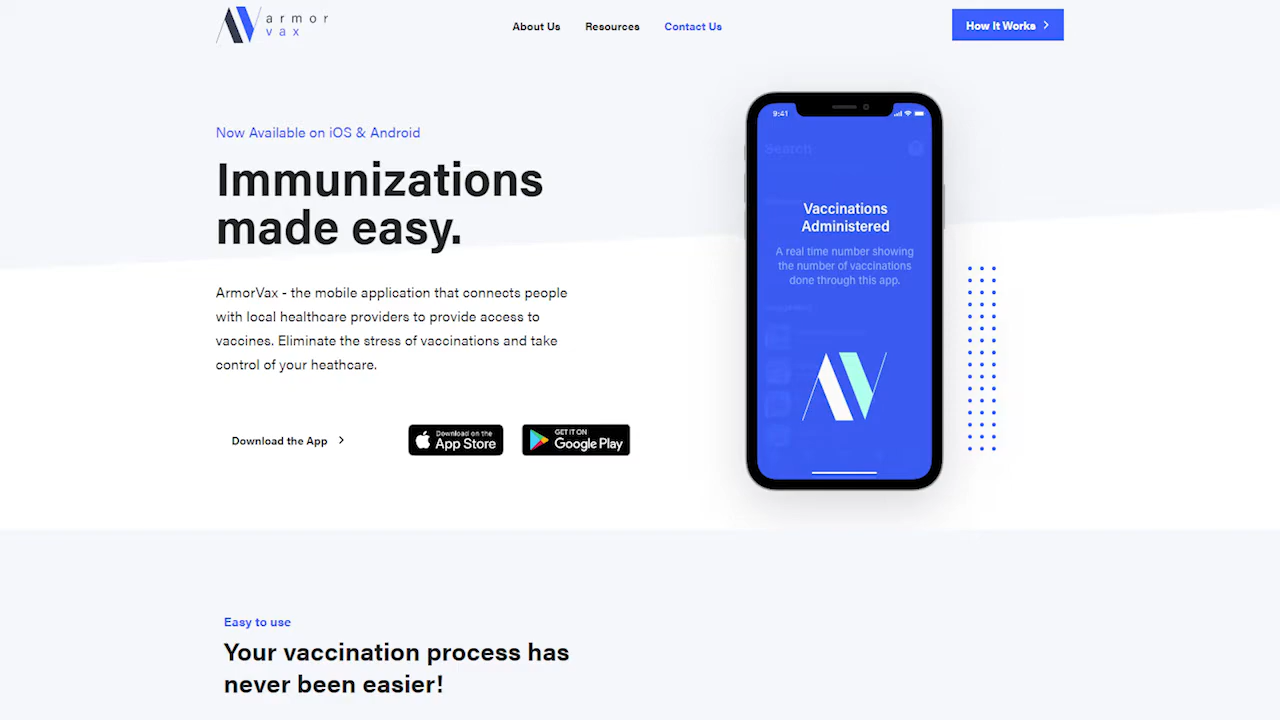 armor
vax
About Us
Resources
Contact Us
How It Works
Now Available on iOS & Android
Immunizations
made easy.
ArmorVax - the mobile application that connects people
with local healthcare providers to provide access to
vaccines. Eliminate the stress of vaccinations and take
control of your heathcare.
Download the App
Download on the
App Store
GET IT ON
Google Play
9:41
Search
Vaccinations
Administered
A real time number showing
the number of vaccinations
done through this app.
Easy to use
Your vaccination process has
never been easier!